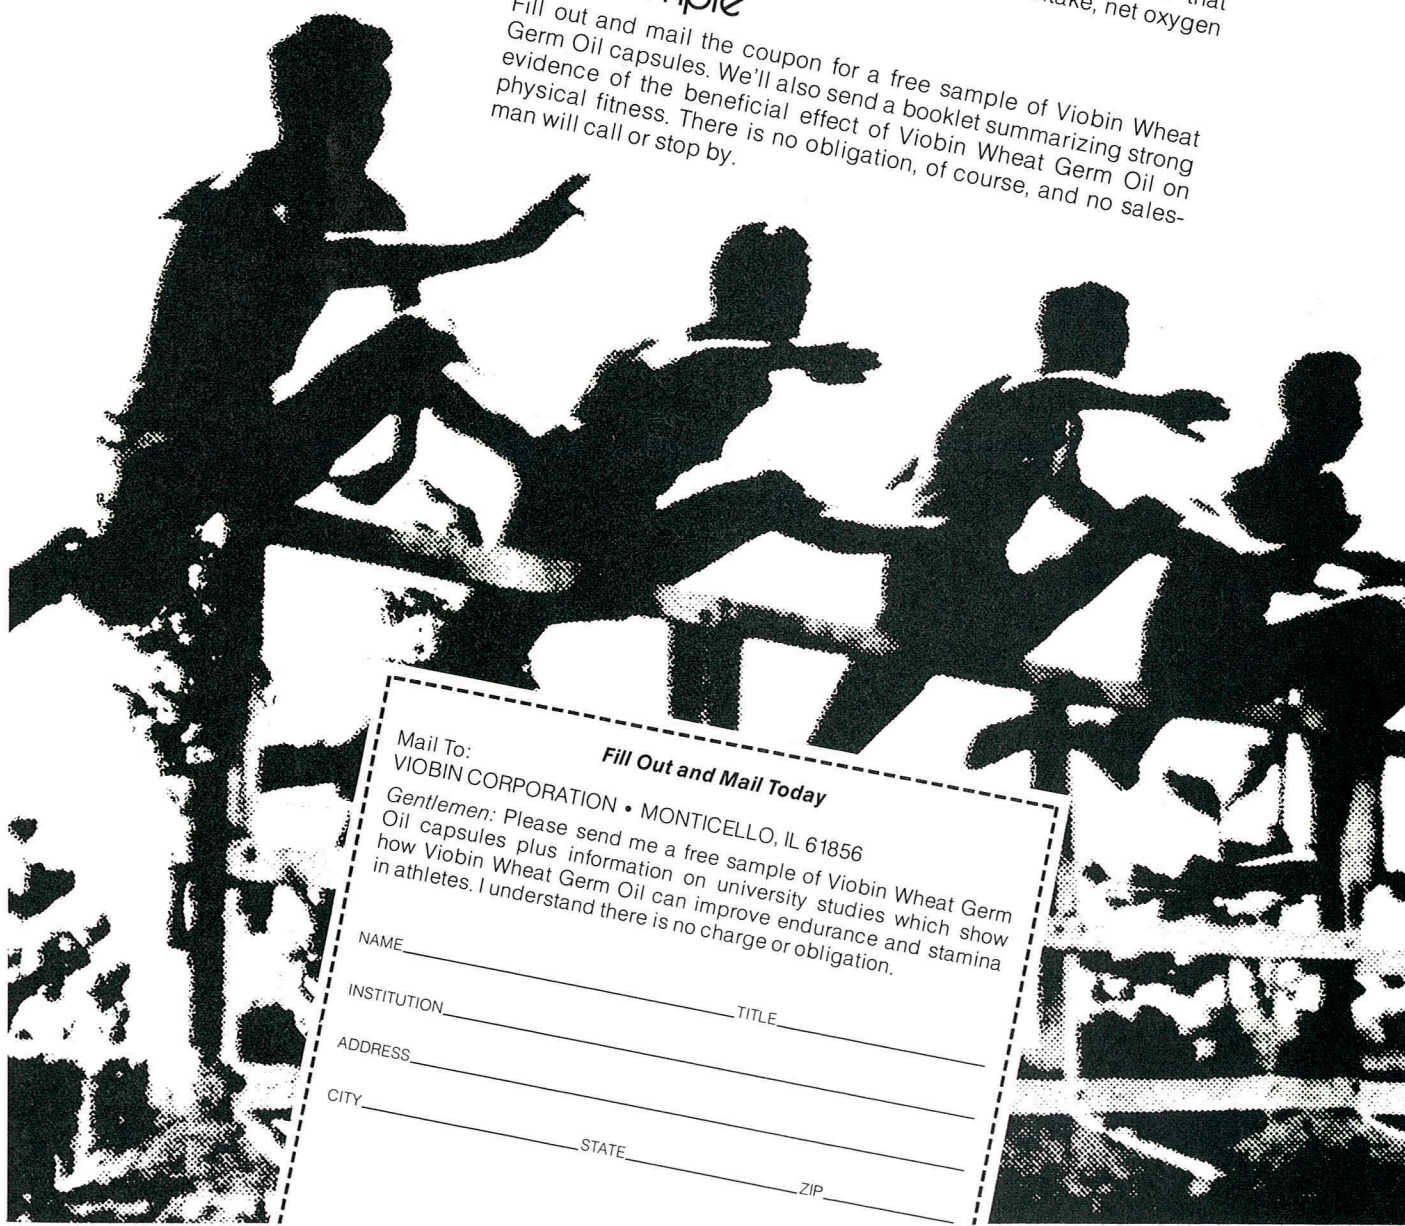 that
net oxygen
Fill out and mail the coupon for a free sample of Viobin Wheat
Germ Oil capsules. We'll also send a booklet summarizing strong
evidence of the beneficial effect of Viobin Wheat Germ Oil on
physical fitness. There is no obligation, of course, and no sales-
man will call or stop by.
Fill Out and Mail Today
Mail To:
VIOBIN CORPORATION • MONTICELLO, IL 61856
Gentlemen: Please send me a free sample of Viobin Wheat Germ
Oil capsules plus information on university studies which show
how Viobin Wheat Germ Oil can improve endurance and stamina
in athletes. I understand there is no charge or obligation.
NAME TITLE
INSTITUTION
ADDRESS
CITY STATE ZIP